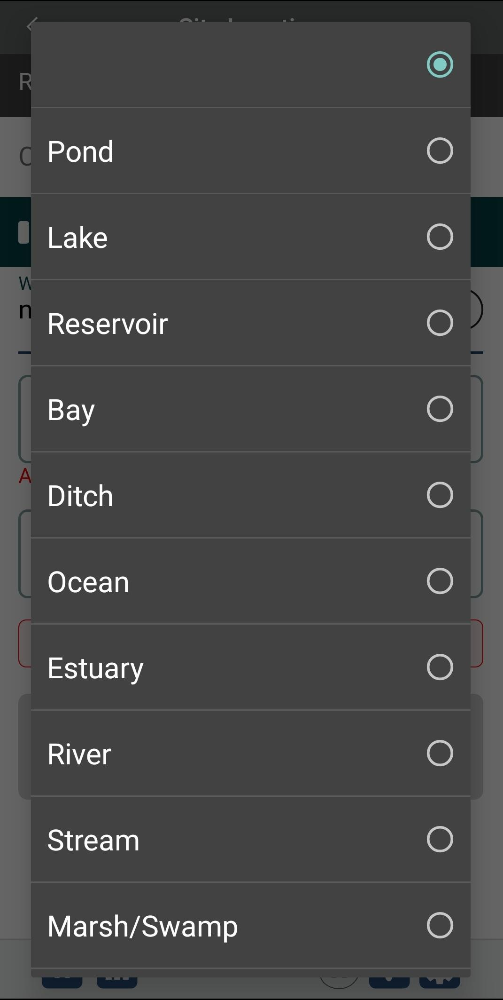 Pond
Lake
Reservoir
Bay
Ditch
Ocean
Estuary
River
Stream
Marsh/Swamp